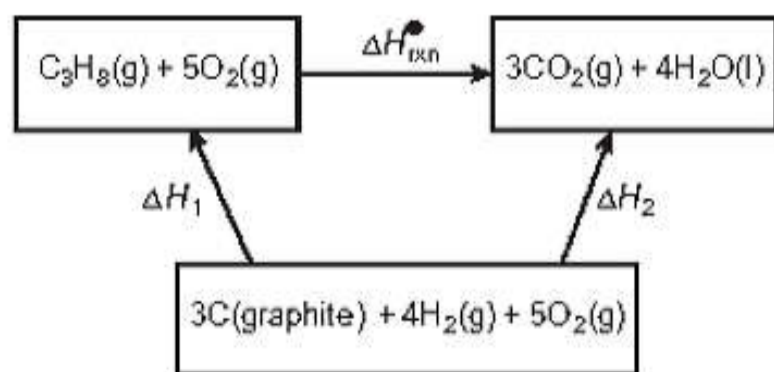 C₃H₈(g) + 5O₂(g)
ΔH●rxn
3CO₂(g) + 4H₂O(l)
ΔH₁
ΔH₂
3C(graphite) + 4H₂(g) + 5O₂(g)